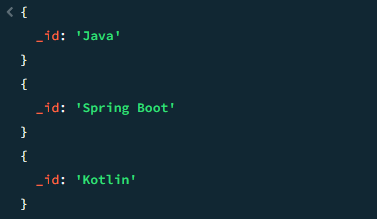 {
_id: 'Java'
}
{
_id: 'Spring Boot'
}
{
_id: 'Kotlin'
}